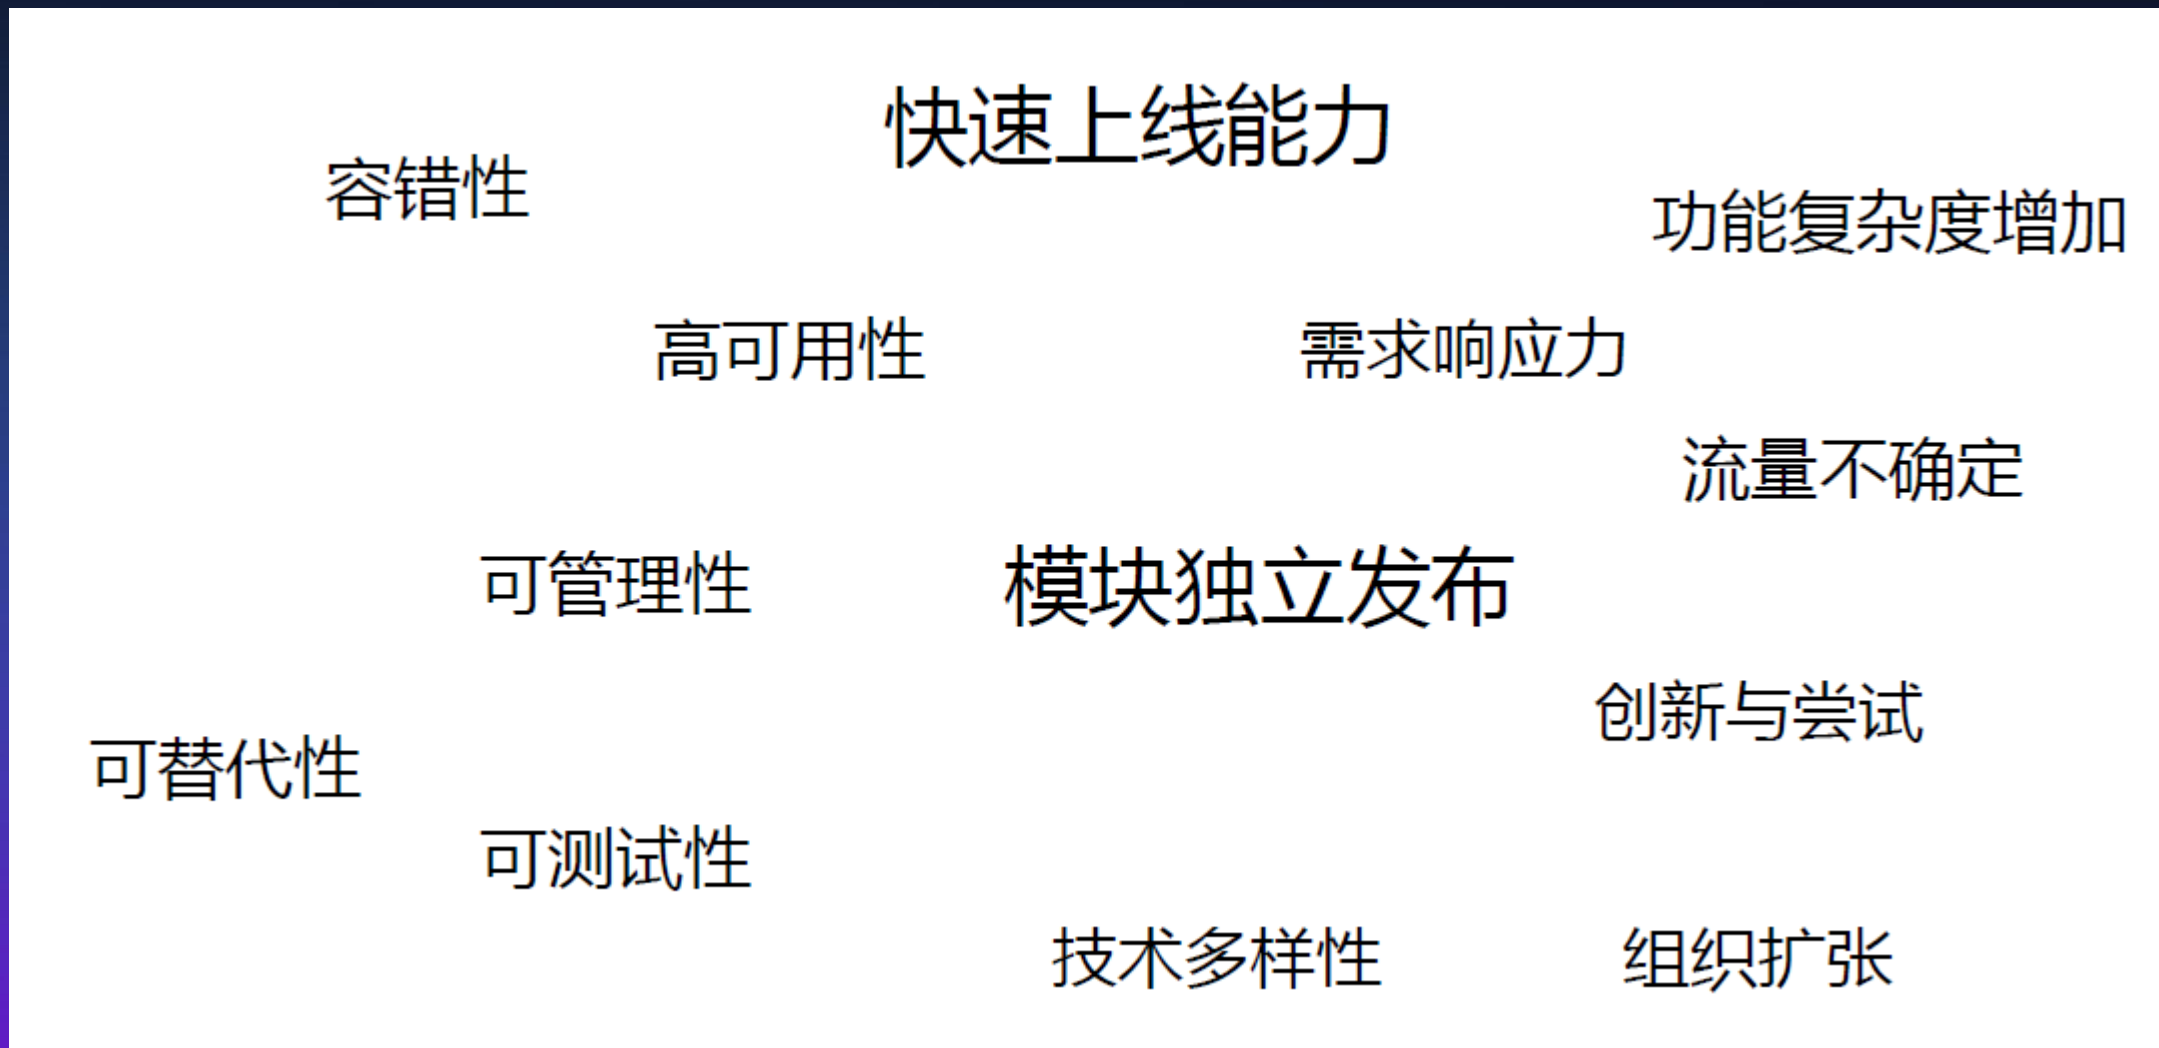 快速上线能力
容错性
功能复杂度增加
高可用性
需求响应力
流量不确定
可管理性
模块独立发布
创新与尝试
可替代性
可测试性
技术多样性
组织扩张